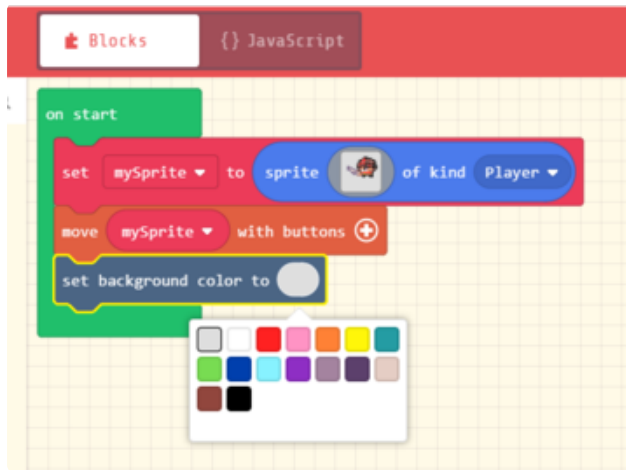 Blocks {} JavaScript
on start
set mySprite to sprite of kind Player
move mySprite with buttons
set background color to